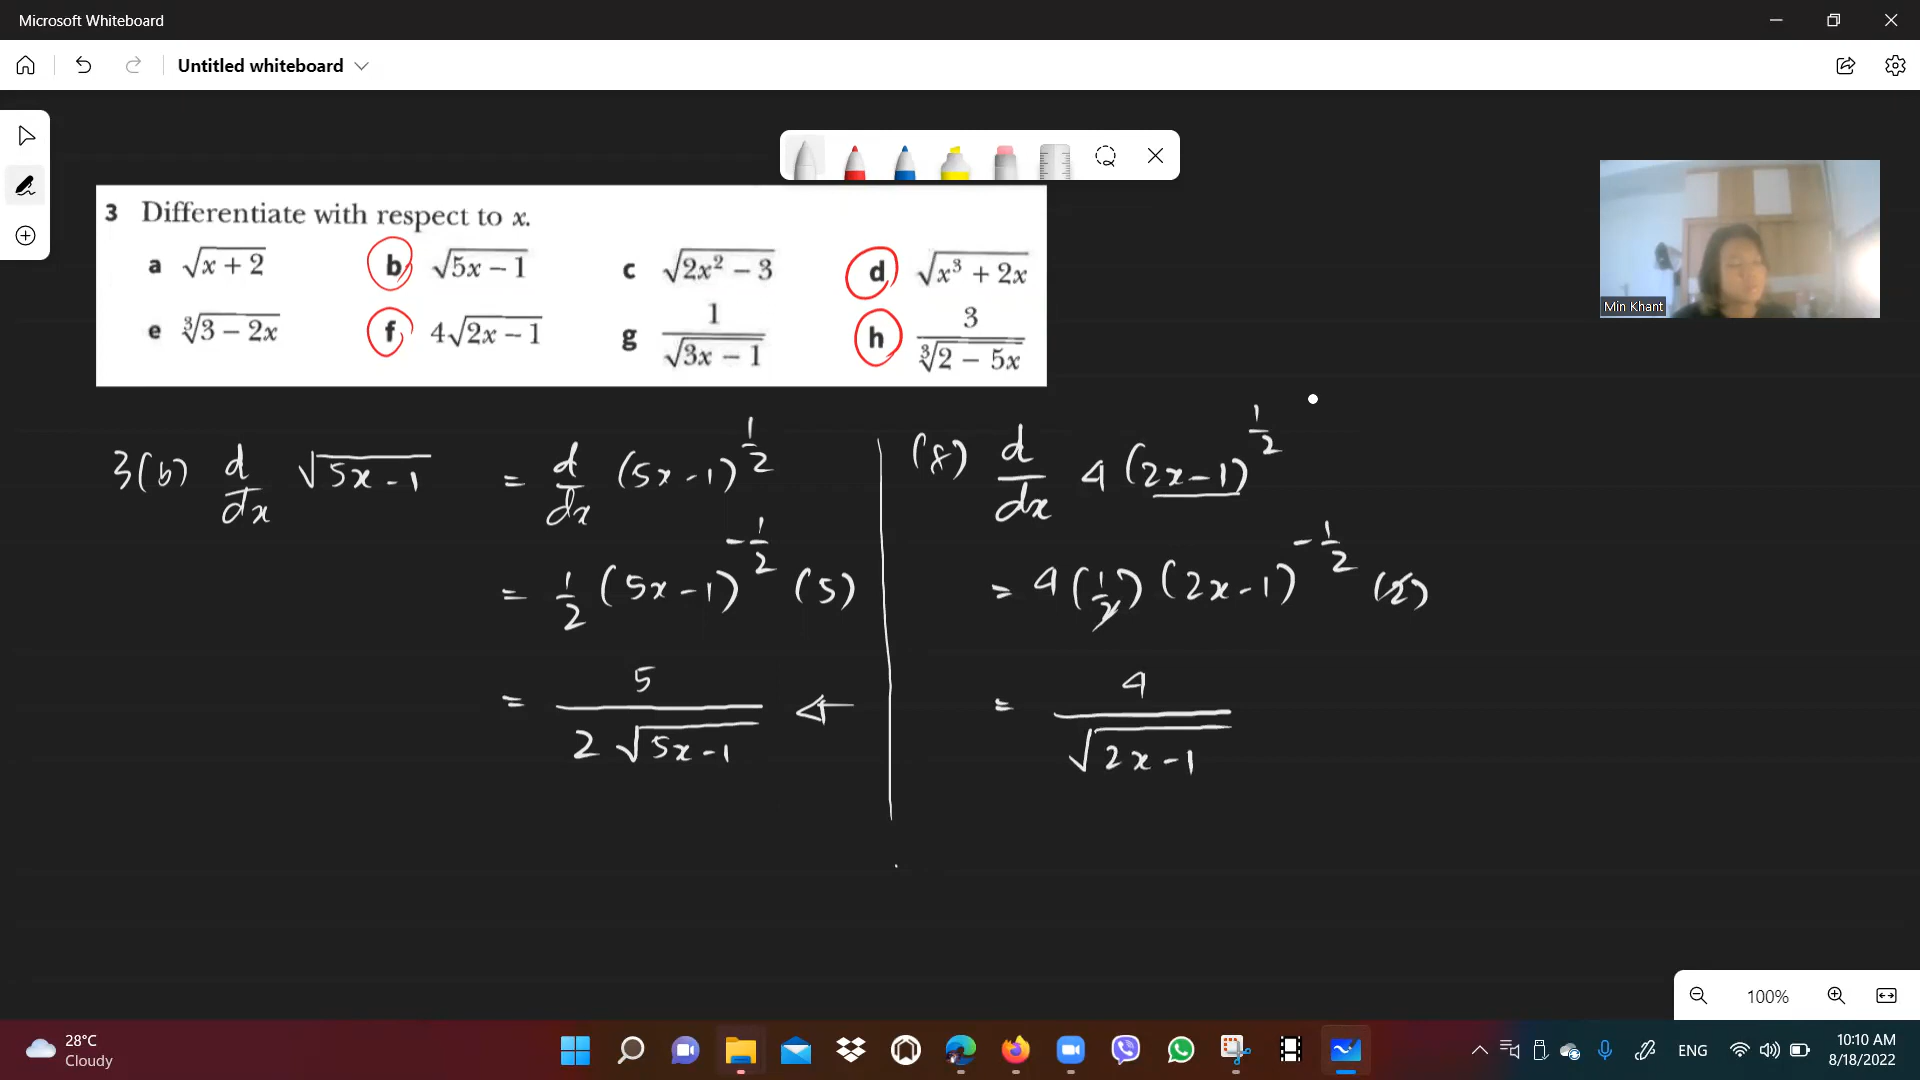 Microsoft Whiteboard
Untitled whiteboard
3 Differentiate with respect to x.
a √(x + 2) b √(5x − 1) c √(2x² − 3) d √(x³ + 2x)
e ∛(3 − 2x) f 4√(2x − 1) g 1/√(3x − 1) h 3/∛(2 − 5x)
Min Khant
3(b) d/dx √(5x-1) = d/dx (5x-1)^(1/2)
= 1/2 (5x-1)^(-1/2) (5)
= 5/(2√(5x-1))
(f) d/dx 4(2x-1)^(1/2)
= 4(1/2)(2x-1)^(-1/2) (2)
= 4/√(2x-1)
100%
28°C
Cloudy
ENG
10:10 AM
8/18/2022